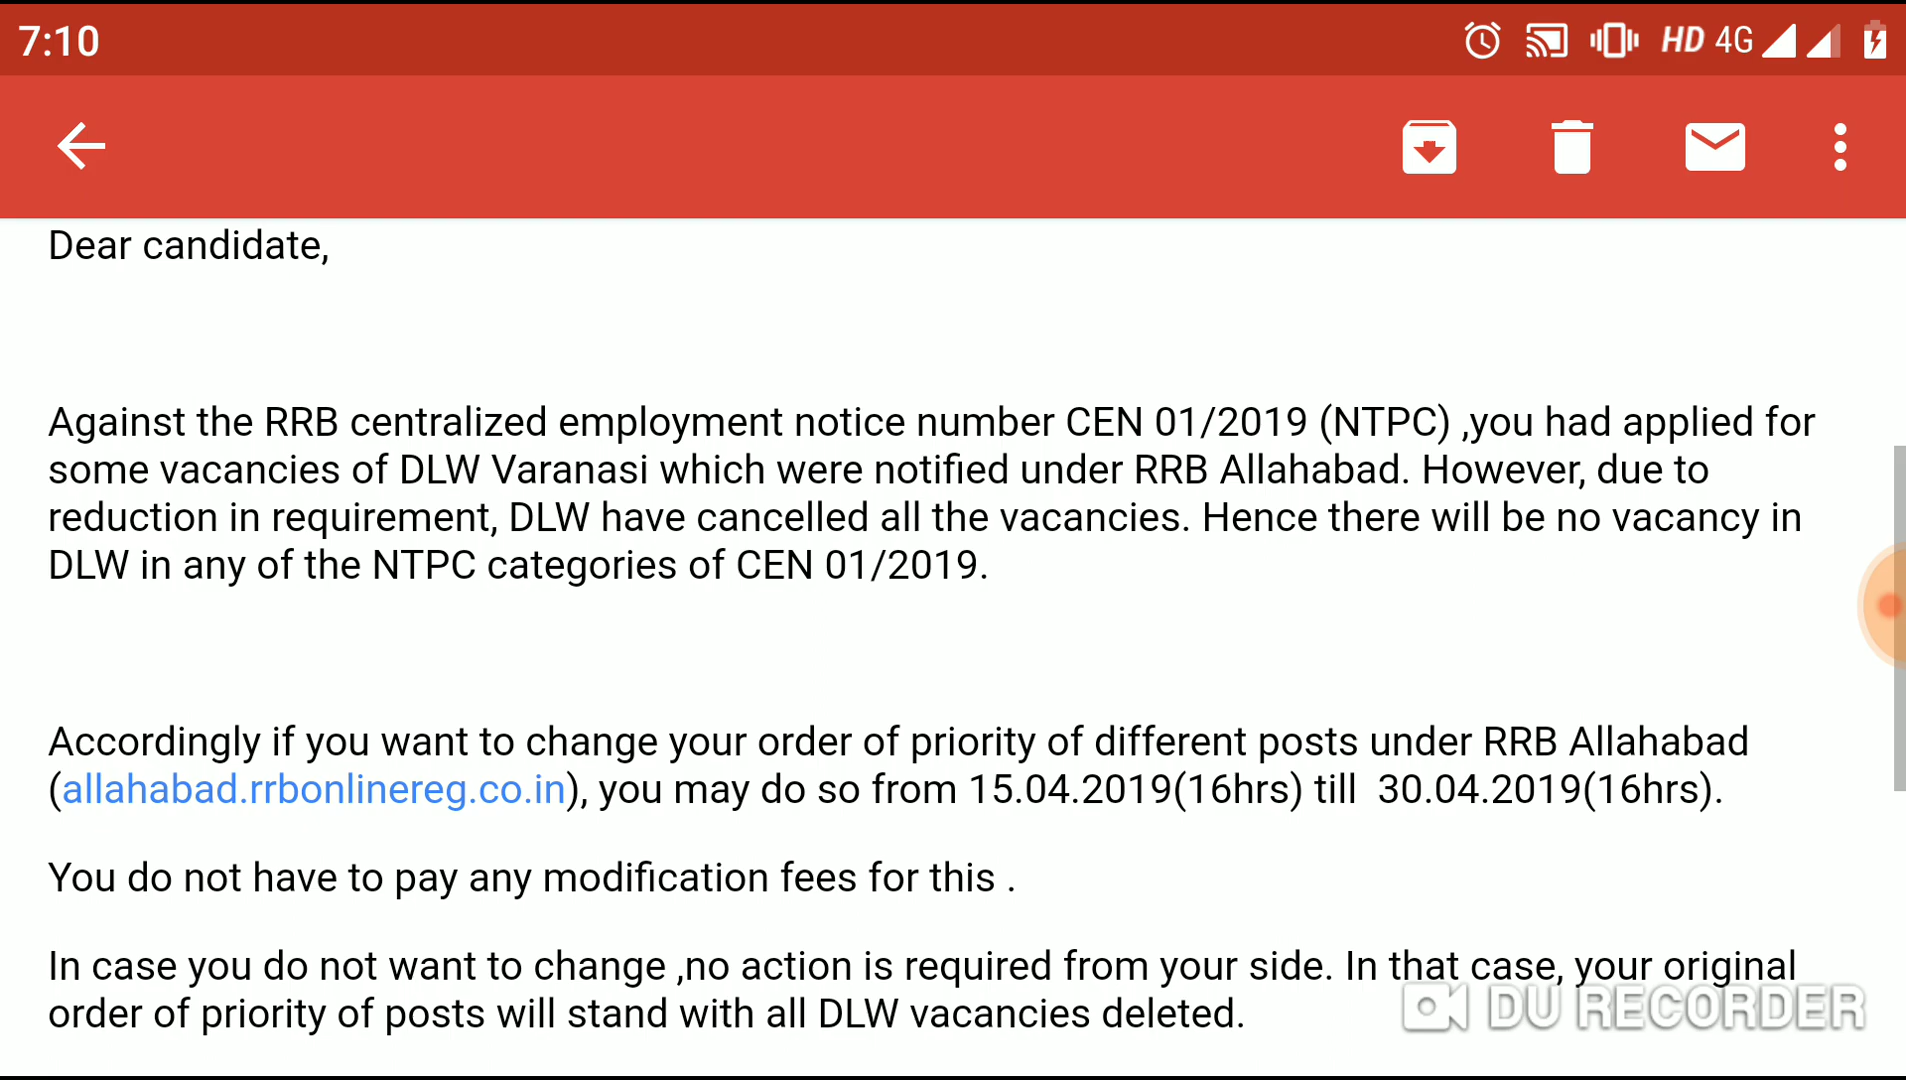 7:10
HD 4G
Dear candidate,
Against the RRB centralized employment notice number CEN 01/2019 (NTPC) ,you had applied for
some vacancies of DLW Varanasi which were notified under RRB Allahabad. However, due to
reduction in requirement, DLW have cancelled all the vacancies. Hence there will be no vacancy in
DLW in any of the NTPC categories of CEN 01/2019.
Accordingly if you want to change your order of priority of different posts under RRB Allahabad
(allahabad.rrbonlinereg.co.in), you may do so from 15.04.2019(16hrs) till  30.04.2019(16hrs).
You do not have to pay any modification fees for this .
In case you do not want to change ,no action is required from your side. In that case, your original
order of priority of posts will stand with all DLW vacancies deleted.
DU RECORDER